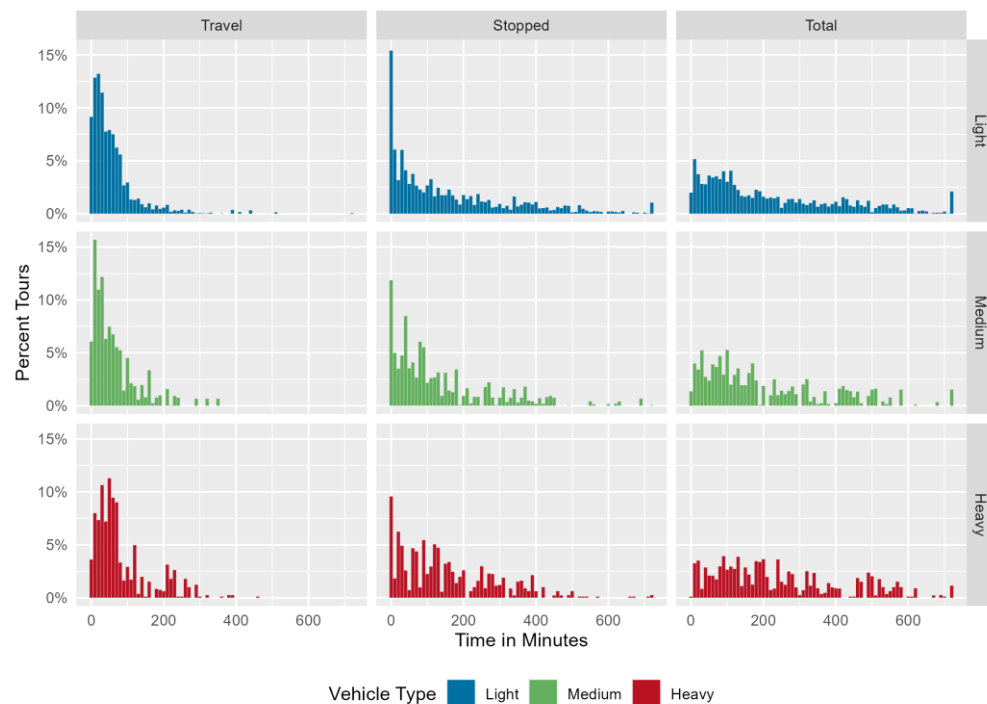 Travel
Stopped
Total
15%
10%
5%
0%
Light
15%
10%
5%
0%
Medium
15%
10%
5%
0%
Heavy
Percent Tours
0 200 400 600
0 200 400 600
0 200 400 600
Time in Minutes
Vehicle Type Light Medium Heavy